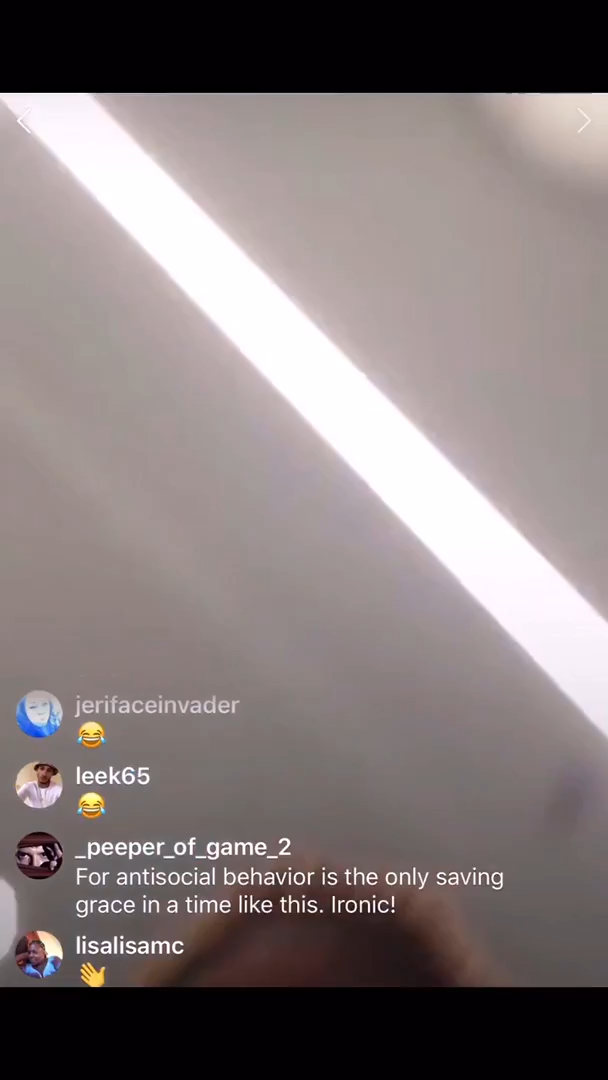 jerifaceinvader
😂
leek65
😂
_peeper_of_game_2
For antisocial behavior is the only saving
grace in a time like this. Ironic!
lisalisamc
👋